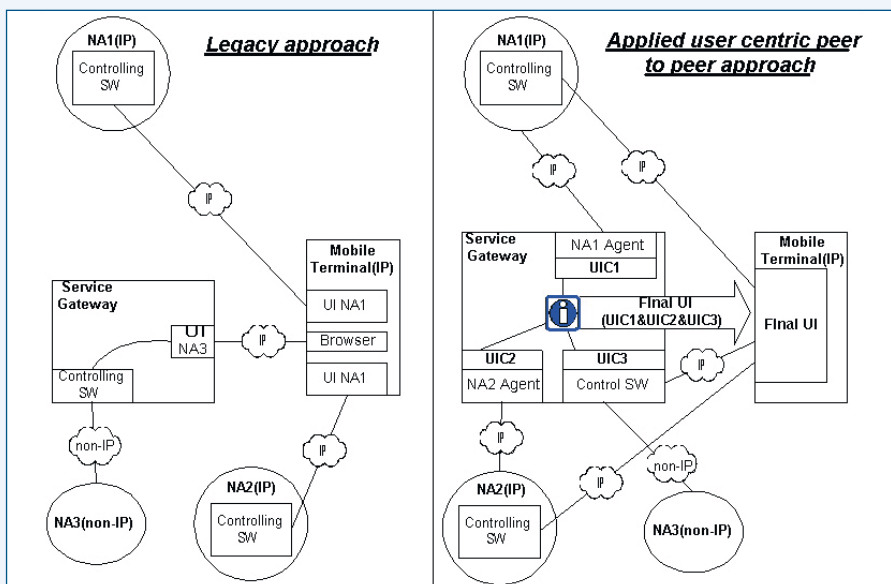 Legacy approach
NA1(IP)
Controlling
SW
IP
Mobile
Terminal(IP)
UI NA1
Browser
UI NA1
Service
Gateway
UI
NA3
IP
Controlling
SW
non-IP
NA3(non-IP)
IP
NA2(IP)
Controlling
SW
Applied user centric peer
to peer approach
NA1(IP)
Controlling
SW
IP
IP
Service
Gateway
NA1 Agent
UIC1
Mobile
Terminal(IP)
FInal UI
(UIC1&UIC2&UIC3)
FInal UI
UIC2
NA2 Agent
UIC3
Control SW
IP
IP
non-IP
IP
NA2(IP)
Controlling
SW
NA3(non-IP)